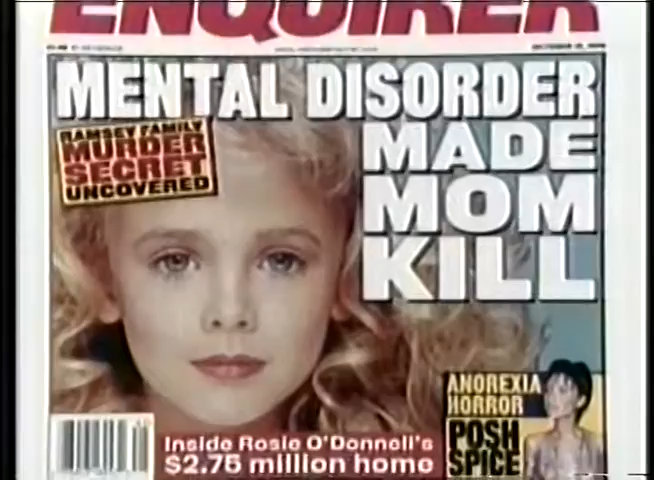 ENQUIRER
MENTAL DISORDER
RAMSEY FAMILY
MURDER
SECRET
UNCOVERED
MADE
MOM
KILL
ANOREXIA
HORROR
POSH
SPICE
Inside Rosie O'Donnell's
$2.75 million home